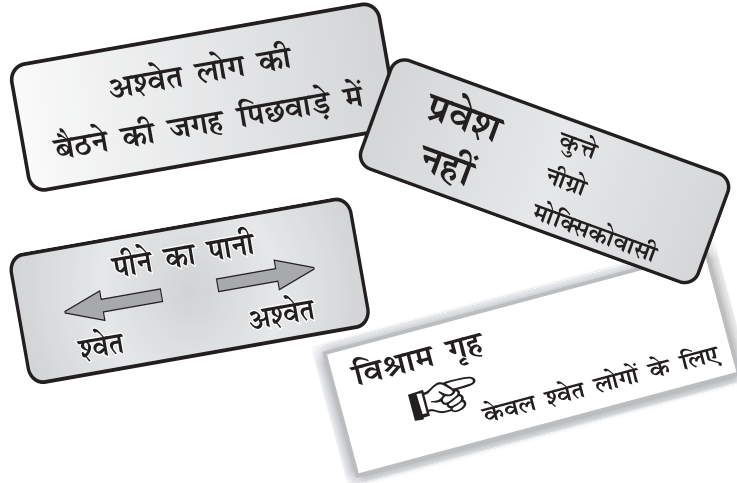 अश्वेत लोग की
बैठने की जगह पिछवाड़े में
प्रवेश
नहीं
कुत्ते
नीग्रो
मोक्सिकोवासी
पीने का पानी
श्वेत
अश्वेत
विश्राम गृह
केवल श्वेत लोगों के लिए